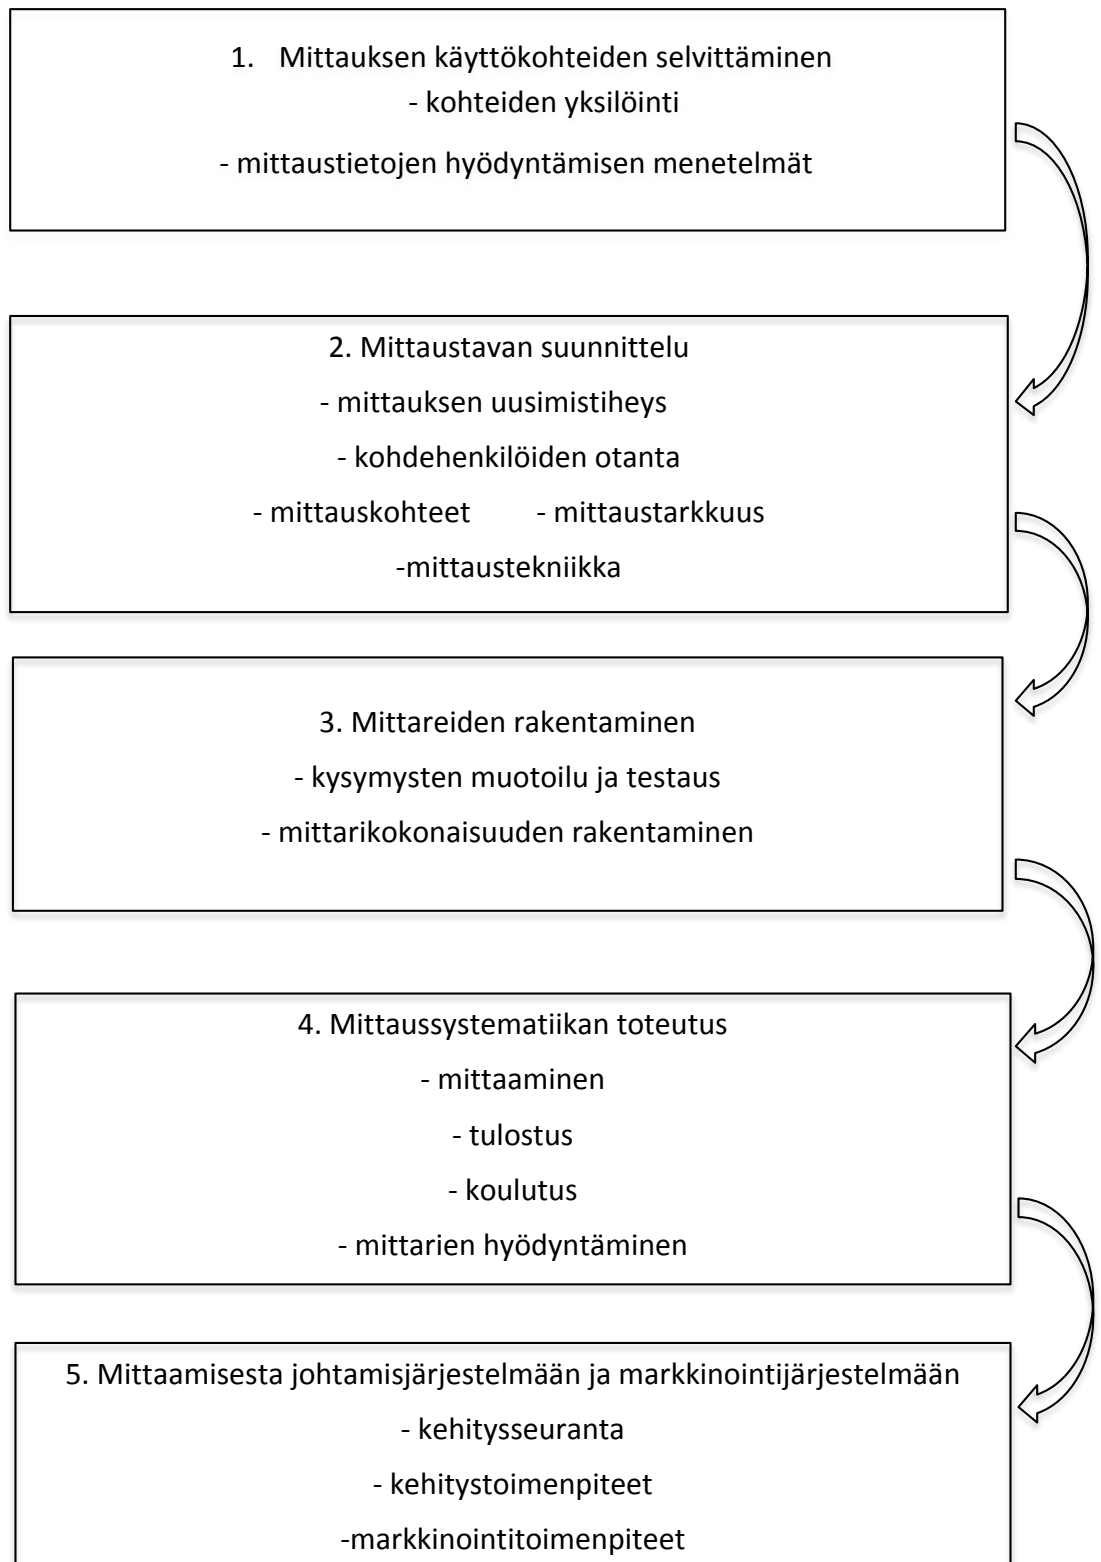 1. Mittauksen käyttökohteiden selvittäminen
- kohteiden yksilöinti
- mittaustietojen hyödyntämisen menetelmät
2. Mittaustavan suunnittelu
- mittauksen uusimistiheys
- kohdehenkilöiden otanta
- mittauskohteet - mittaustarkkuus
-mittaustekniikka
3. Mittareiden rakentaminen
- kysymysten muotoilu ja testaus
- mittarikokonaisuuden rakentaminen
4. Mittaussystematiikan toteutus
- mittaaminen
- tulostus
- koulutus
- mittarien hyödyntäminen
5. Mittaamisesta johtamisjärjestelmään ja markkinointijärjestelmään
- kehitysseuranta
- kehitystoimenpiteet
-markkinointitoimenpiteet